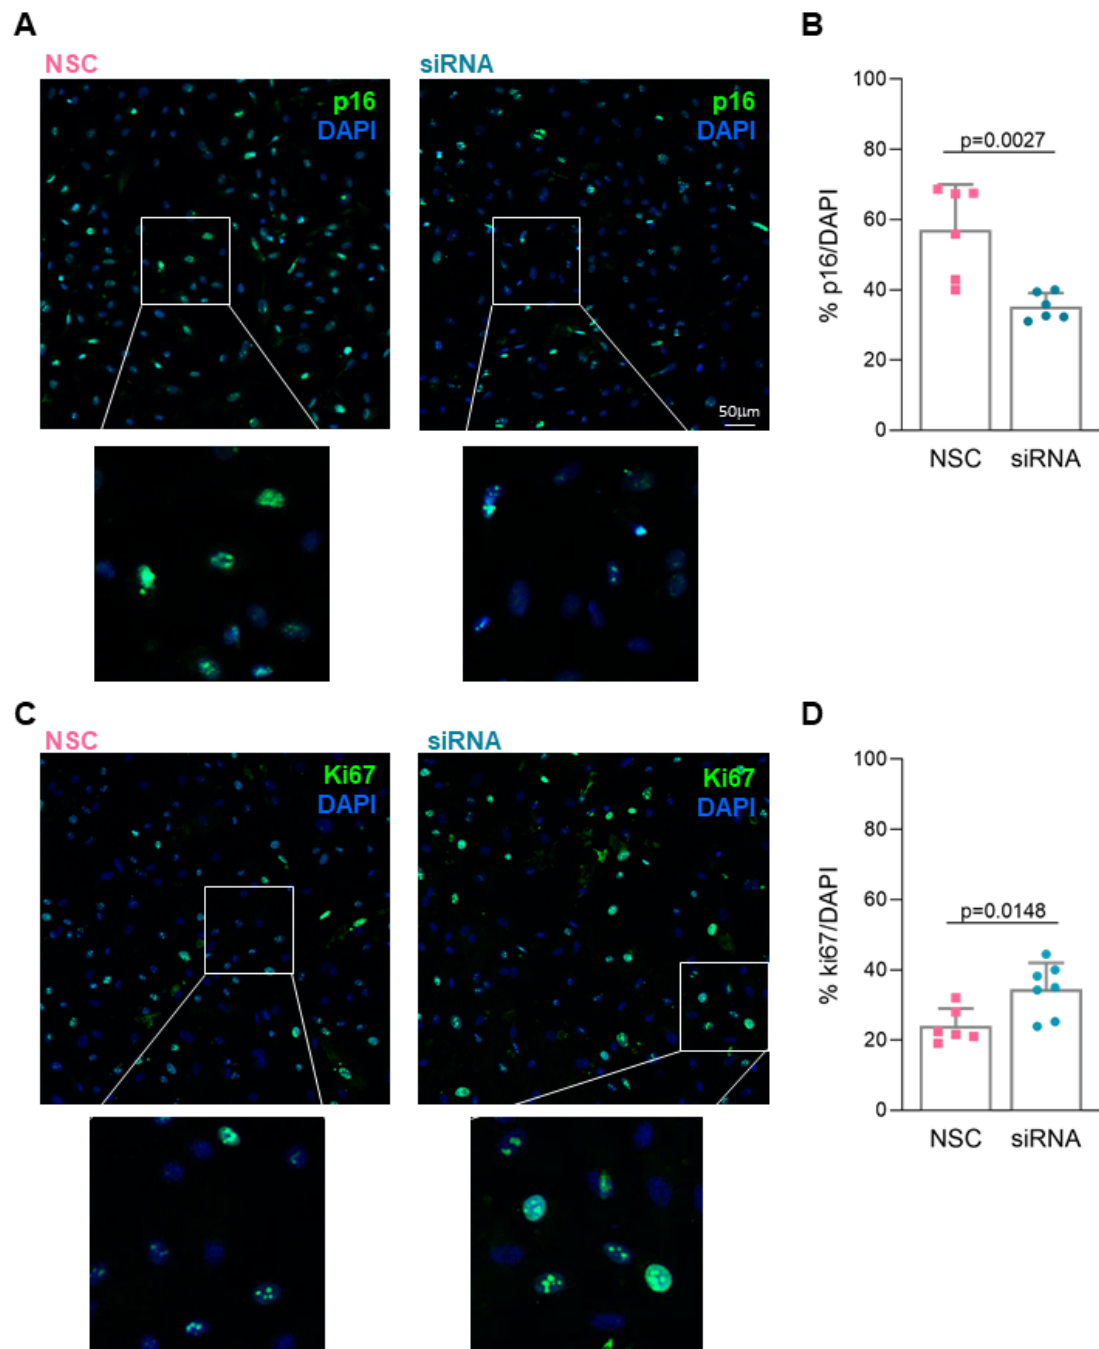 A
B
NSC
siRNA
p16
DAPI
p16
DAPI
50μm
% p16/DAPI
100
80
60
40
20
0
p=0.0027
NSC
siRNA
C
D
NSC
siRNA
Ki67
DAPI
Ki67
DAPI
% ki67/DAPI
100
80
60
40
20
0
p=0.0148
NSC
siRNA